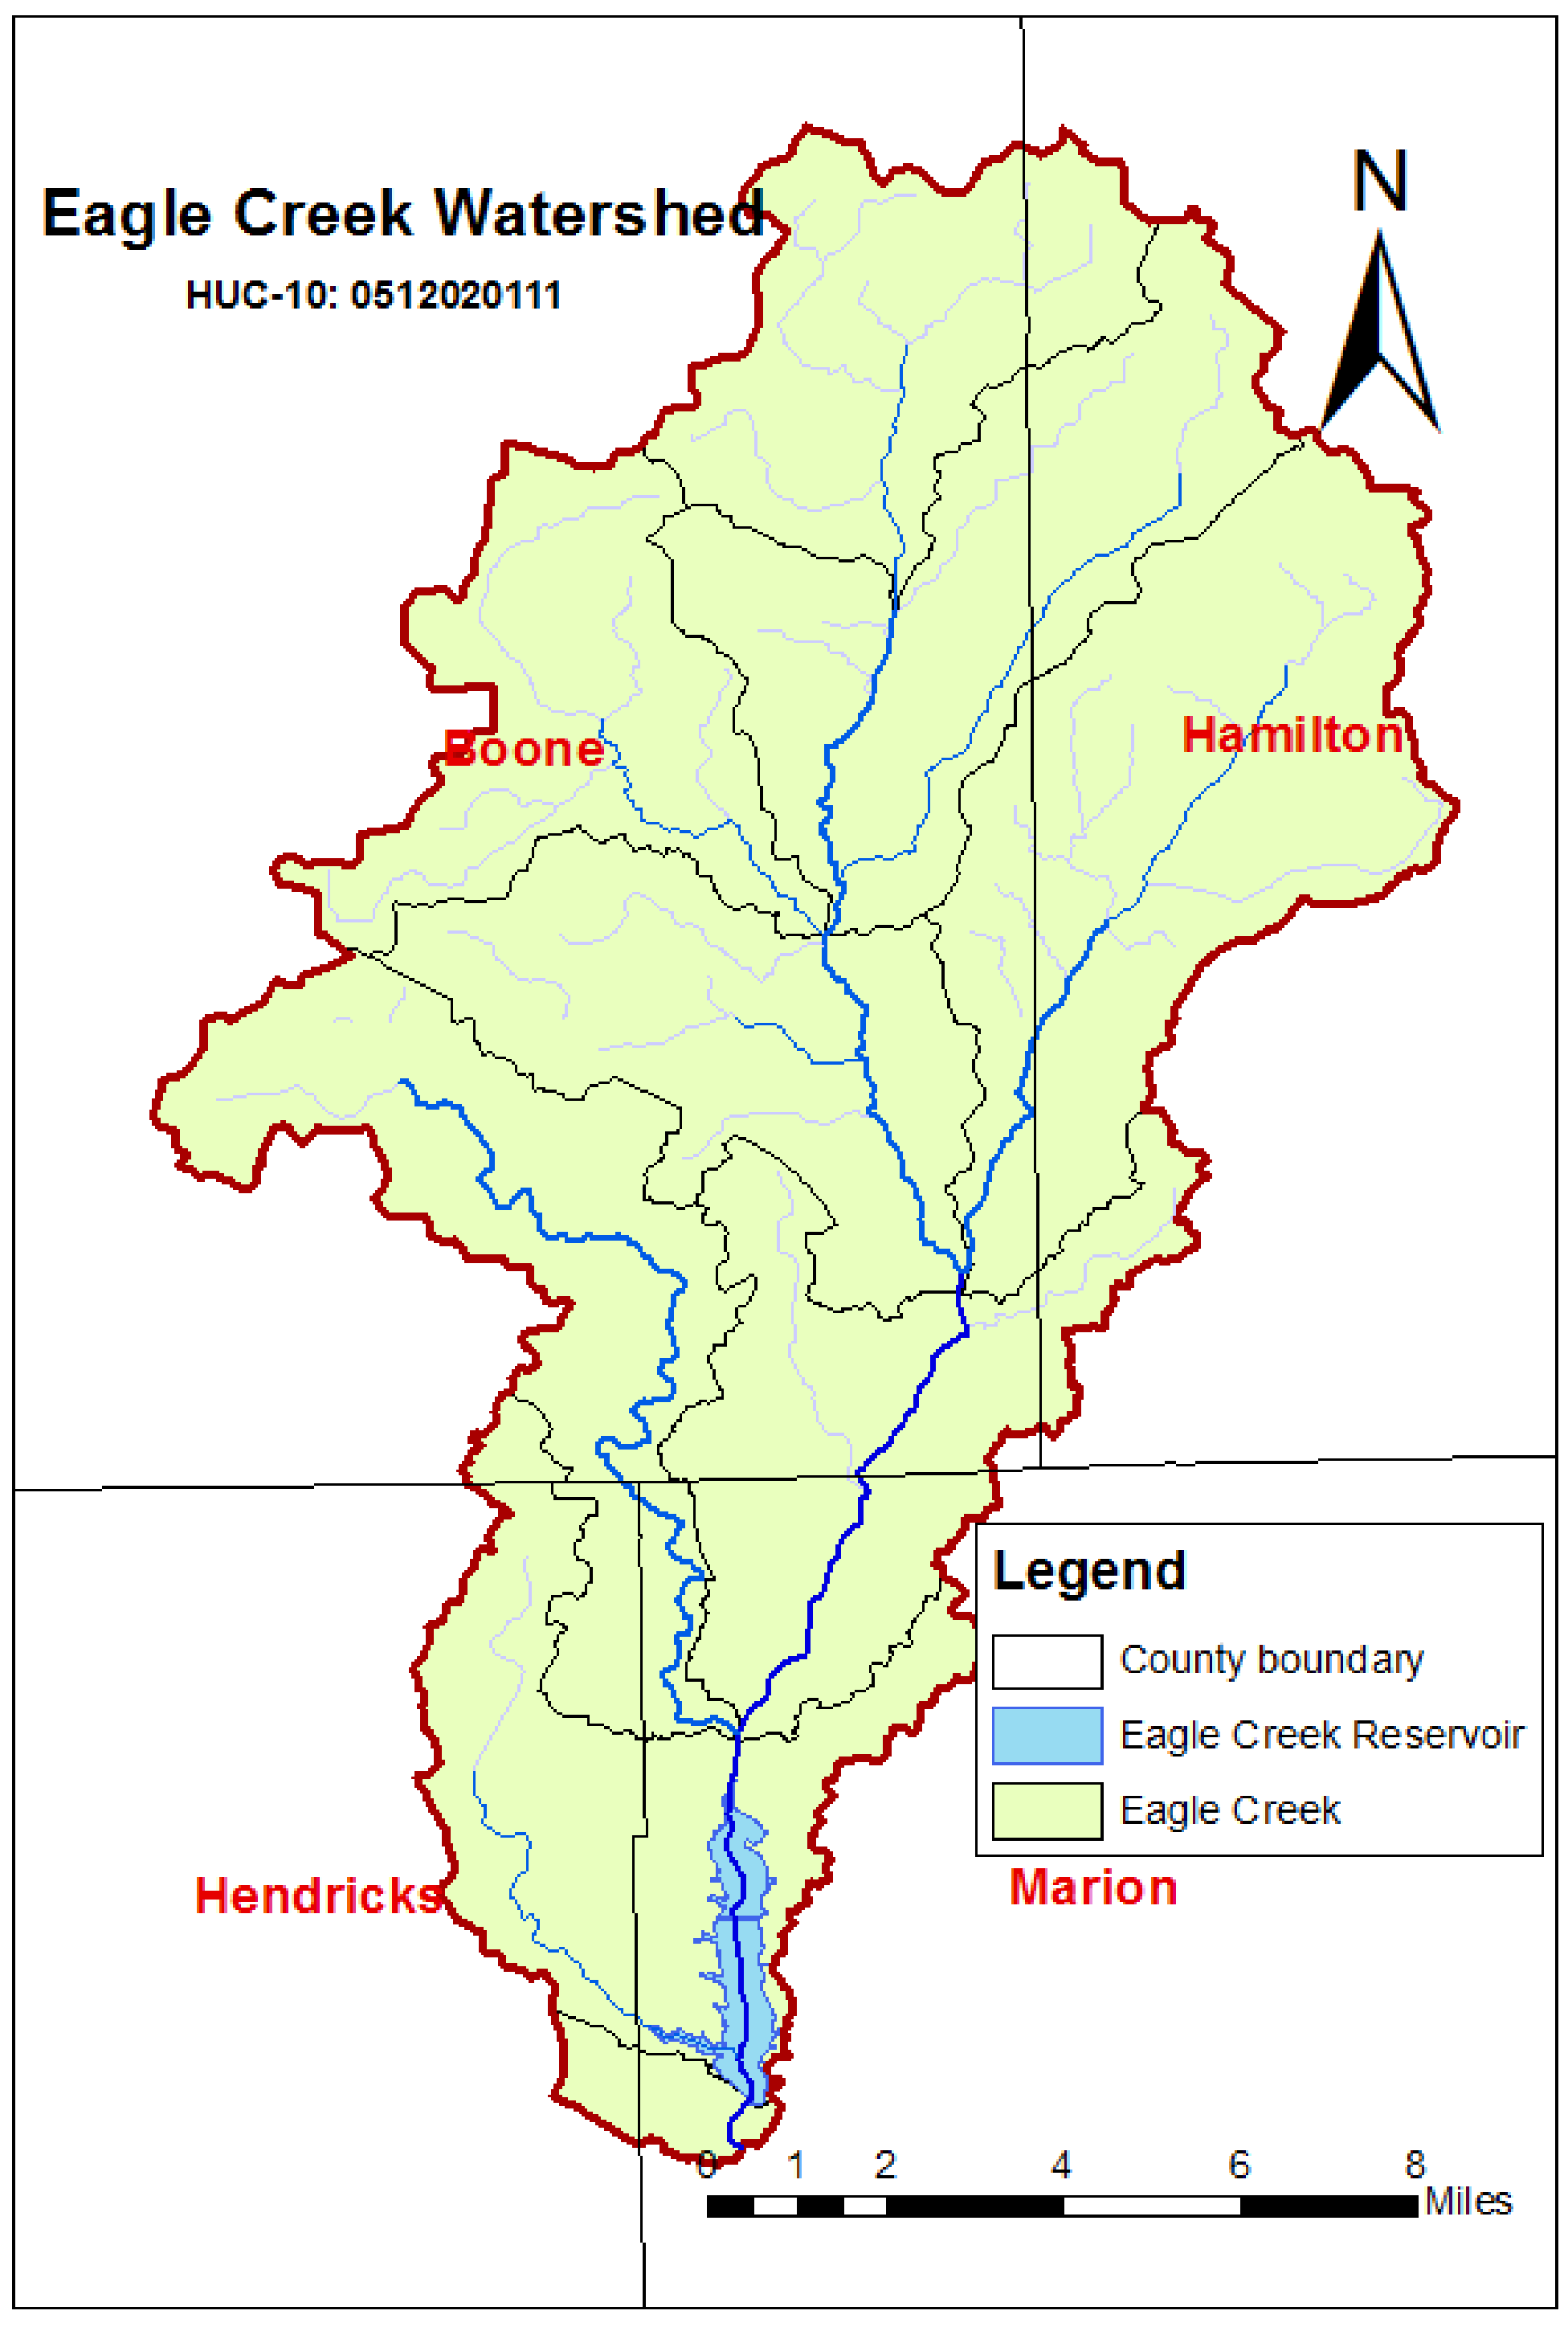 Eagle Creek Watershed
HUC-10: 0512020111
N
Boone
Hamilton
Legend
County boundary
Eagle Creek Reservoir
Eagle Creek
Hendricks
Marion
0 1 2 4 6 8
Miles